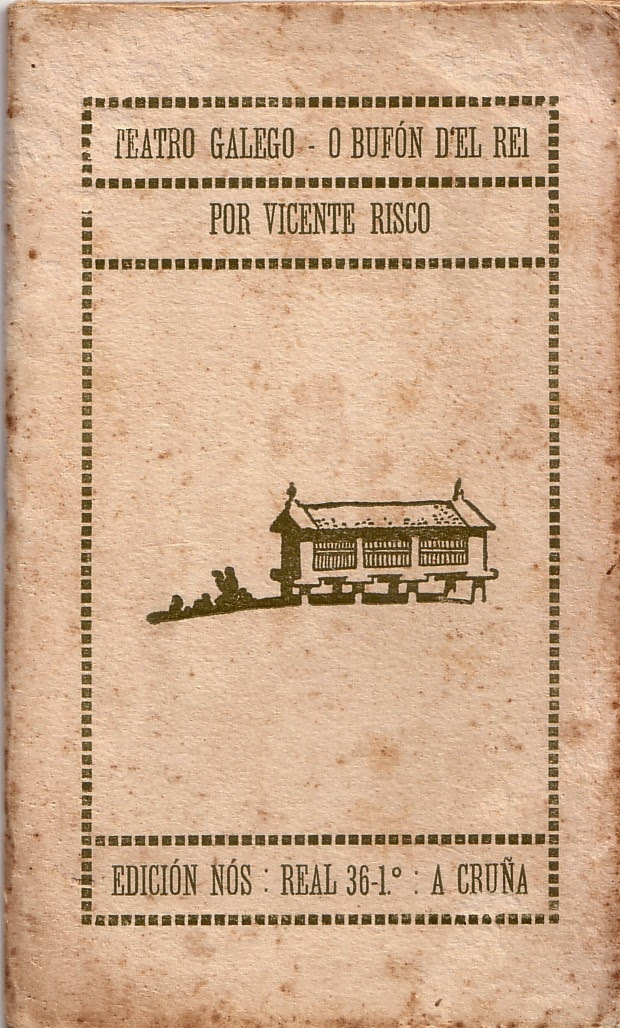 TEATRO GALEGO - O BUFÓN D'EL REI
POR VICENTE RISCO
EDICIÓN NÓS : REAL 36-1.º : A CRUÑA